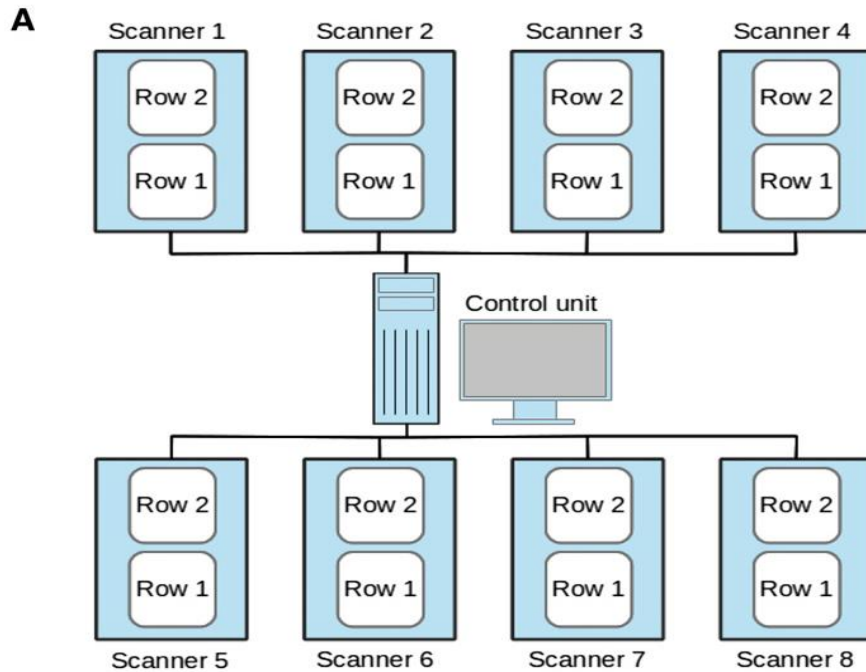 A
Scanner 1 Scanner 2 Scanner 3 Scanner 4
Row 2 Row 2 Row 2 Row 2
Row 1 Row 1 Row 1 Row 1
Control unit
Row 2 Row 2 Row 2 Row 2
Row 1 Row 1 Row 1 Row 1
Scanner 5 Scanner 6 Scanner 7 Scanner 8